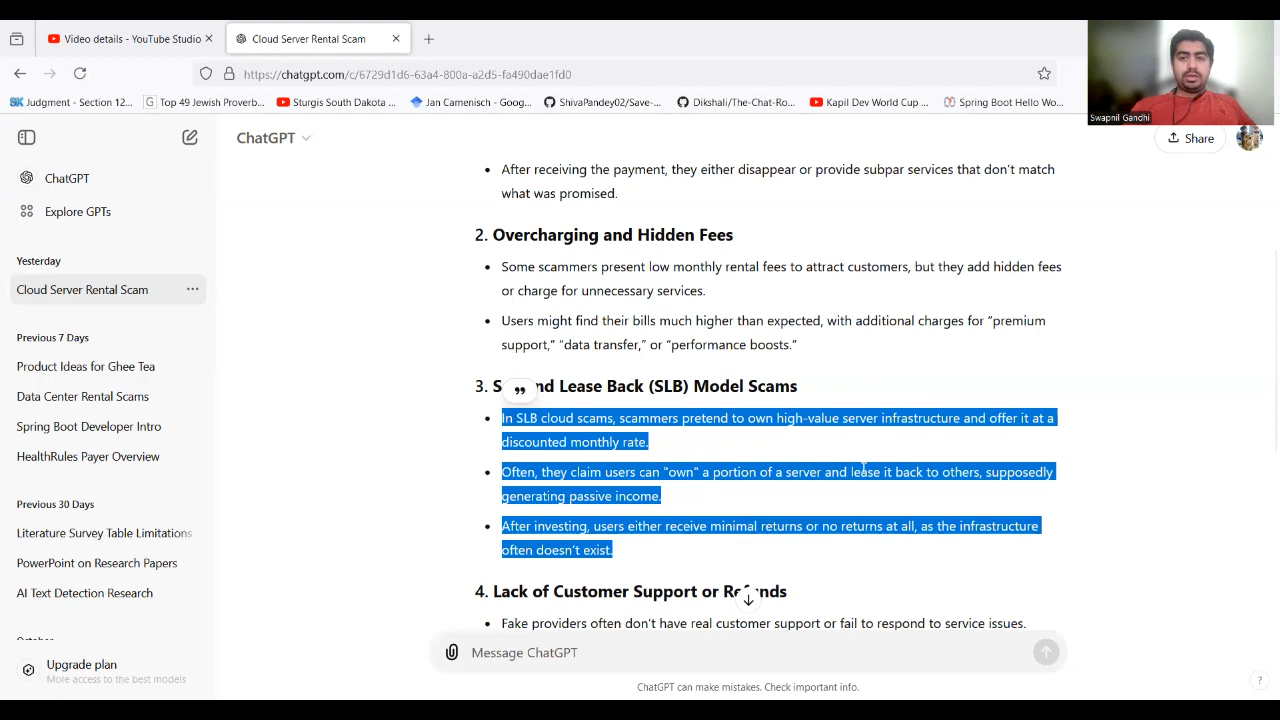 Video details - YouTube Studio
Cloud Server Rental Scam
https://chatgpt.com/c/6729d1d6-63a4-800a-a2d5-fa490dae1fd0
Judgment - Section 12...
Top 49 Jewish Proverb...
Sturgis South Dakota ...
Jan Camenisch - Goog...
ShivaPandey02/Save-...
Dikshali/The-Chat-Ro...
Kapil Dev World Cup ...
Spring Boot Hello Wo...
Swapnil Gandhi
ChatGPT
Share
ChatGPT
Explore GPTs
Yesterday
Cloud Server Rental Scam
Previous 7 Days
Product Ideas for Ghee Tea
Data Center Rental Scams
Spring Boot Developer Intro
HealthRules Payer Overview
Previous 30 Days
Literature Survey Table Limitations
PowerPoint on Research Papers
AI Text Detection Research
Upgrade plan
More access to the best models
• After receiving the payment, they either disappear or provide subpar services that don’t match
what was promised.
2. Overcharging and Hidden Fees
• Some scammers present low monthly rental fees to attract customers, but they add hidden fees
or charge for unnecessary services.
• Users might find their bills much higher than expected, with additional charges for “premium
support,” “data transfer,” or “performance boosts.”
3. nd Lease Back (SLB) Model Scams
• In SLB cloud scams, scammers pretend to own high-value server infrastructure and offer it at a
discounted monthly rate.
• Often, they claim users can "own" a portion of a server and lease it back to others, supposedly
generating passive income.
• After investing, users either receive minimal returns or no returns at all, as the infrastructure
often doesn’t exist.
4. Lack of Customer Support or Refunds
• Fake providers often don’t have real customer support or fail to respond to service issues.
Message ChatGPT
ChatGPT can make mistakes. Check important info.
?